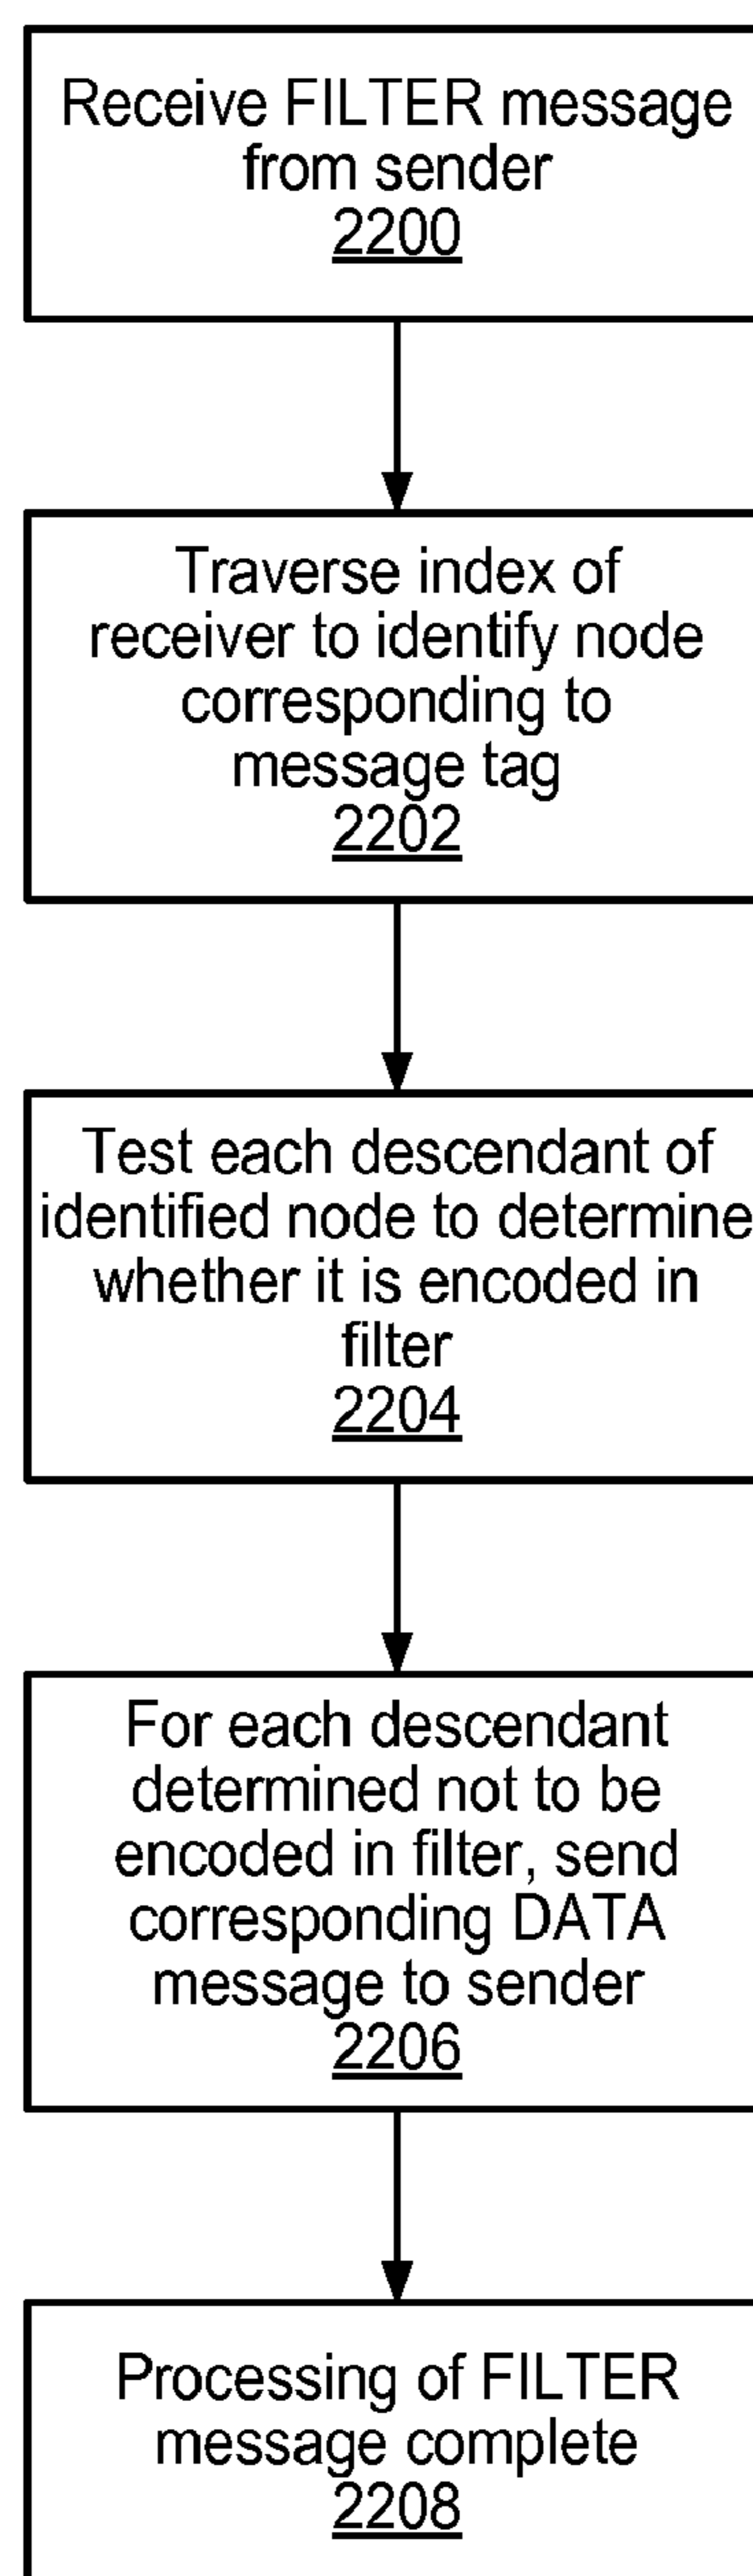 Receive FILTER message
from sender
2200
Traverse index of
receiver to identify node
corresponding to
message tag
2202
Test each descendant of
identified node to determine
whether it is encoded in
filter
2204
For each descendant
determined not to be
encoded in filter, send
corresponding DATA
message to sender
2206
Processing of FILTER
message complete
2208